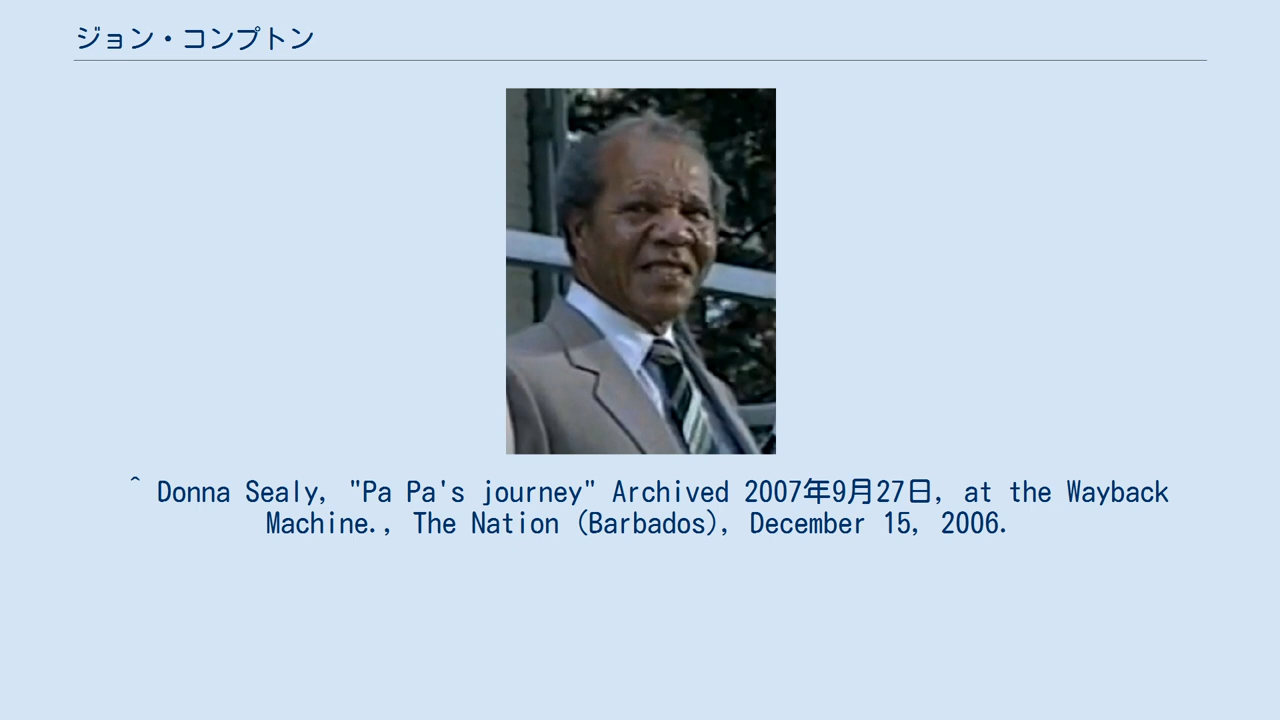 ジョン・コンプトン
^ Donna Sealy, "Pa Pa's journey" Archived 2007年9月27日, at the Wayback
Machine., The Nation (Barbados), December 15, 2006.